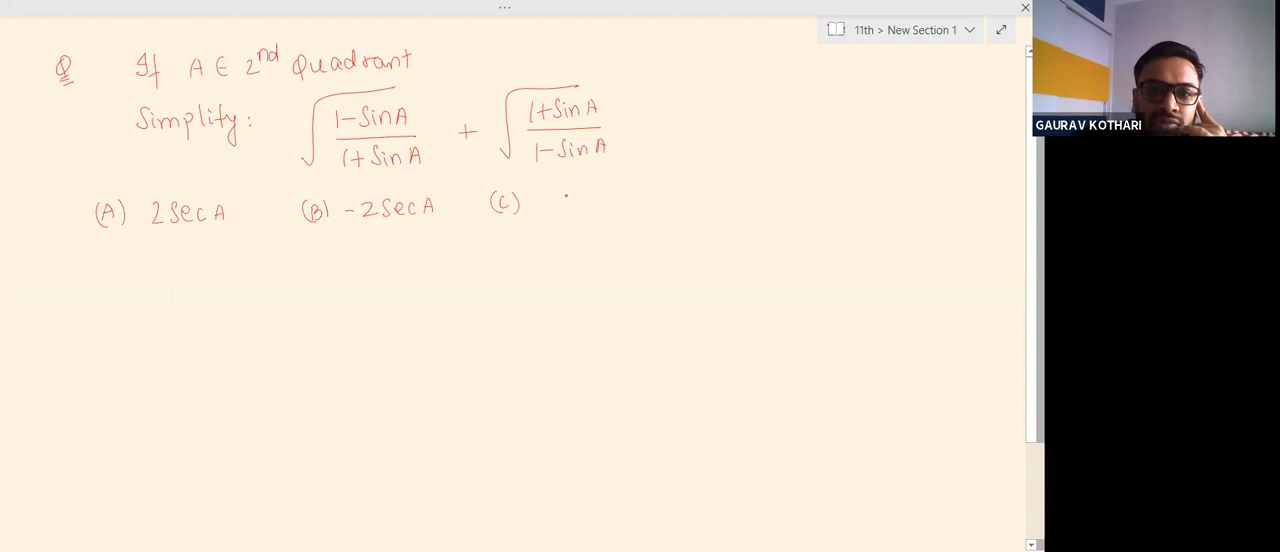 11th > New Section 1
GAURAV KOTHARI
Q If A ∈ 2nd Quadrant
Simplify: √((1-SinA)/(1+SinA)) + √((1+SinA)/(1-SinA))
(A) 2SecA (B) -2SecA (C)